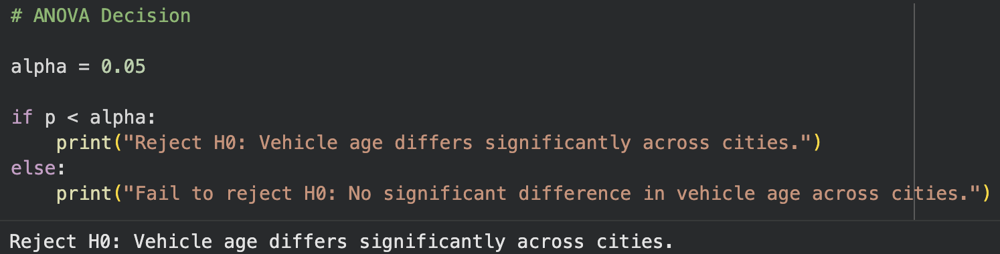 # ANOVA Decision
alpha = 0.05
if p < alpha:
    print("Reject H0: Vehicle age differs significantly across cities.")
else:
    print("Fail to reject H0: No significant difference in vehicle age across cities.")
Reject H0: Vehicle age differs significantly across cities.